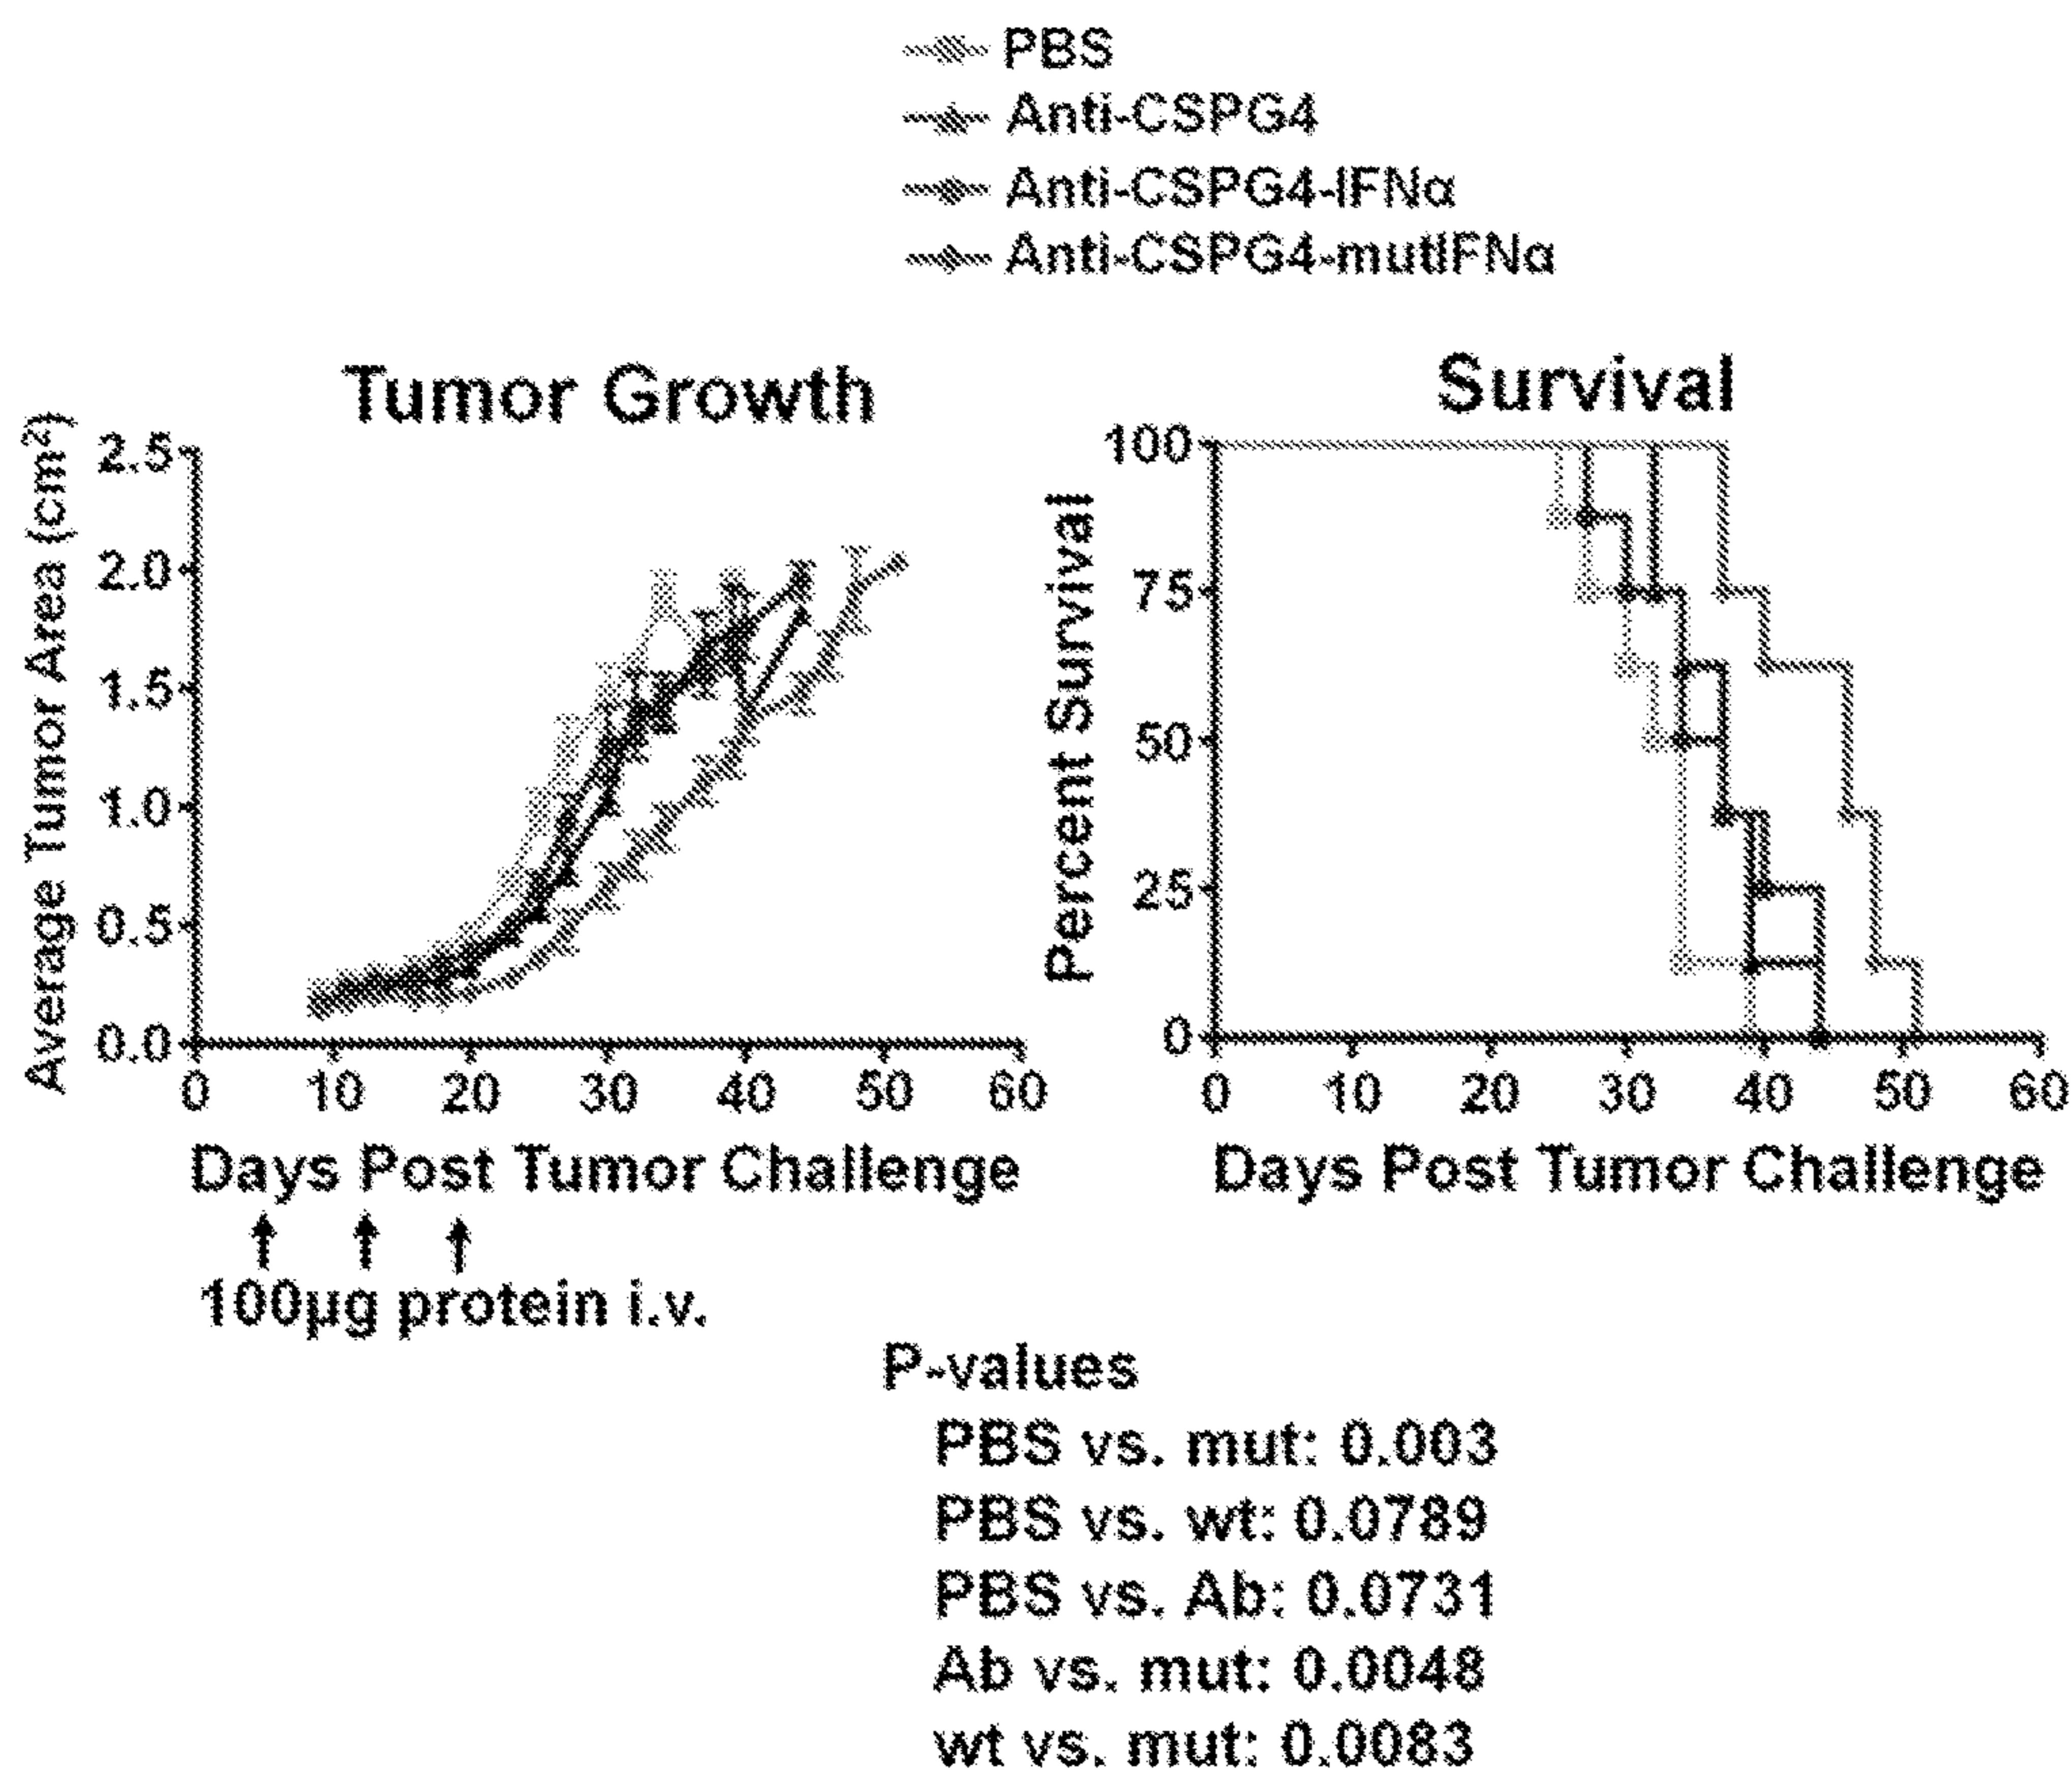 PBS
Anti-CSPG4
Anti-CSPG4-IFNα
Anti-CSPG4-mutIFNα
Tumor Growth
Average Tumor Area (cm²)
2.5
2.0
1.5
1.0
0.5
0.0
0 10 20 30 40 50 60
Days Post Tumor Challenge
100µg protein i.v.
Survival
Percent Survival
100
75
50
25
0
0 10 20 30 40 50 60
Days Post Tumor Challenge
P-values
PBS vs. mut: 0.003
PBS vs. wt: 0.0789
PBS vs. Ab: 0.0731
Ab vs. mut: 0.0048
wt vs. mut: 0.0083